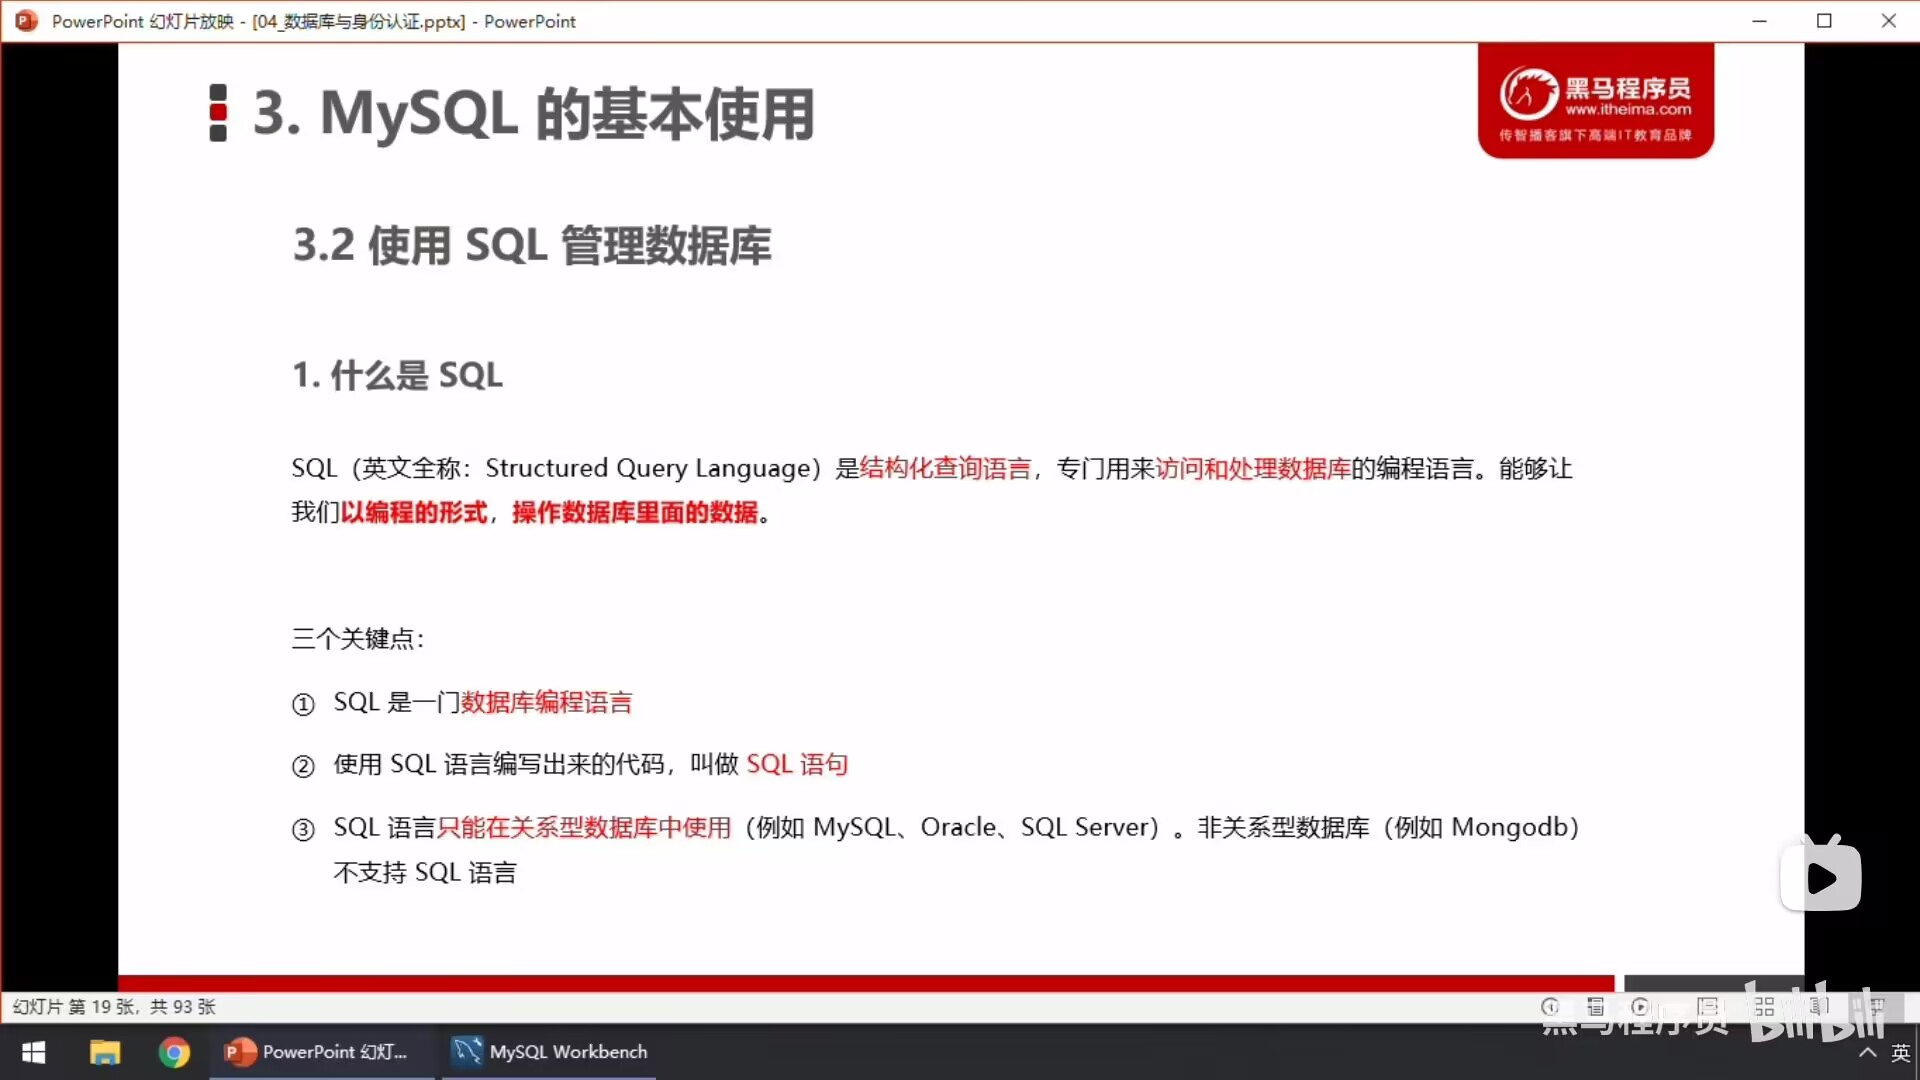 PowerPoint 幻灯片放映 - [04_数据库与身份认证.pptx] - PowerPoint
3. MySQL 的基本使用
黑马程序员
www.itheima.com
传智播客旗下高端IT教育品牌
3.2 使用 SQL 管理数据库
1. 什么是 SQL
SQL（英文全称：Structured Query Language）是结构化查询语言，专门用来访问和处理数据库的编程语言。能够让
我们以编程的形式，操作数据库里面的数据。
三个关键点：
① SQL 是一门数据库编程语言
② 使用 SQL 语言编写出来的代码，叫做 SQL 语句
③ SQL 语言只能在关系型数据库中使用（例如 MySQL、Oracle、SQL Server）。非关系型数据库（例如 Mongodb）
不支持 SQL 语言
幻灯片 第 19 张，共 93 张
黑马程序员 bilibili
PowerPoint 幻灯...
MySQL Workbench
英